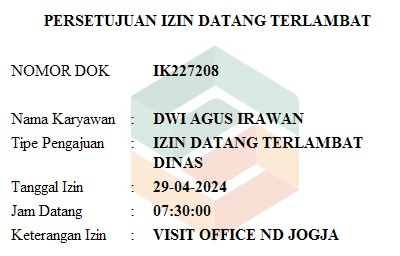 PERSETUJUAN IZIN DATANG TERLAMBAT
NOMOR DOK IK227208
Nama Karyawan : DWI AGUS IRAWAN
Tipe Pengajuan : IZIN DATANG TERLAMBAT
DINAS
Tanggal Izin : 29-04-2024
Jam Datang : 07:30:00
Keterangan Izin : VISIT OFFICE ND JOGJA